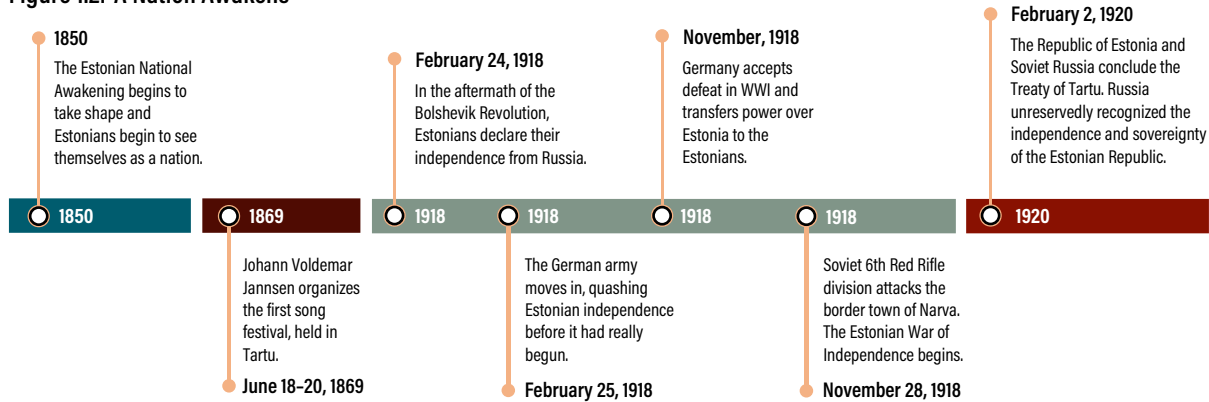 Figure 1.2. A Nation Awakens
1850
The Estonian National
Awakening begins to
take shape and
Estonians begin to see
themselves as a nation.
February 24, 1918
In the aftermath of the
Bolshevik Revolution,
Estonians declare their
independence from Russia.
November, 1918
Germany accepts
defeat in WWI and
transfers power over
Estonia to the
Estonians.
February 2, 1920
The Republic of Estonia and
Soviet Russia conclude the
Treaty of Tartu. Russia
unreservedly recognized the
independence and sovereignty
of the Estonian Republic.
1850
1869
1918
1918
1918
1918
1920
Johann Voldemar
Jannsen organizes
the first song
festival, held in
Tartu.
June 18–20, 1869
The German army
moves in, quashing
Estonian independence
before it had really
begun.
February 25, 1918
Soviet 6th Red Rifle
division attacks the
border town of Narva.
The Estonian War of
Independence begins.
November 28, 1918